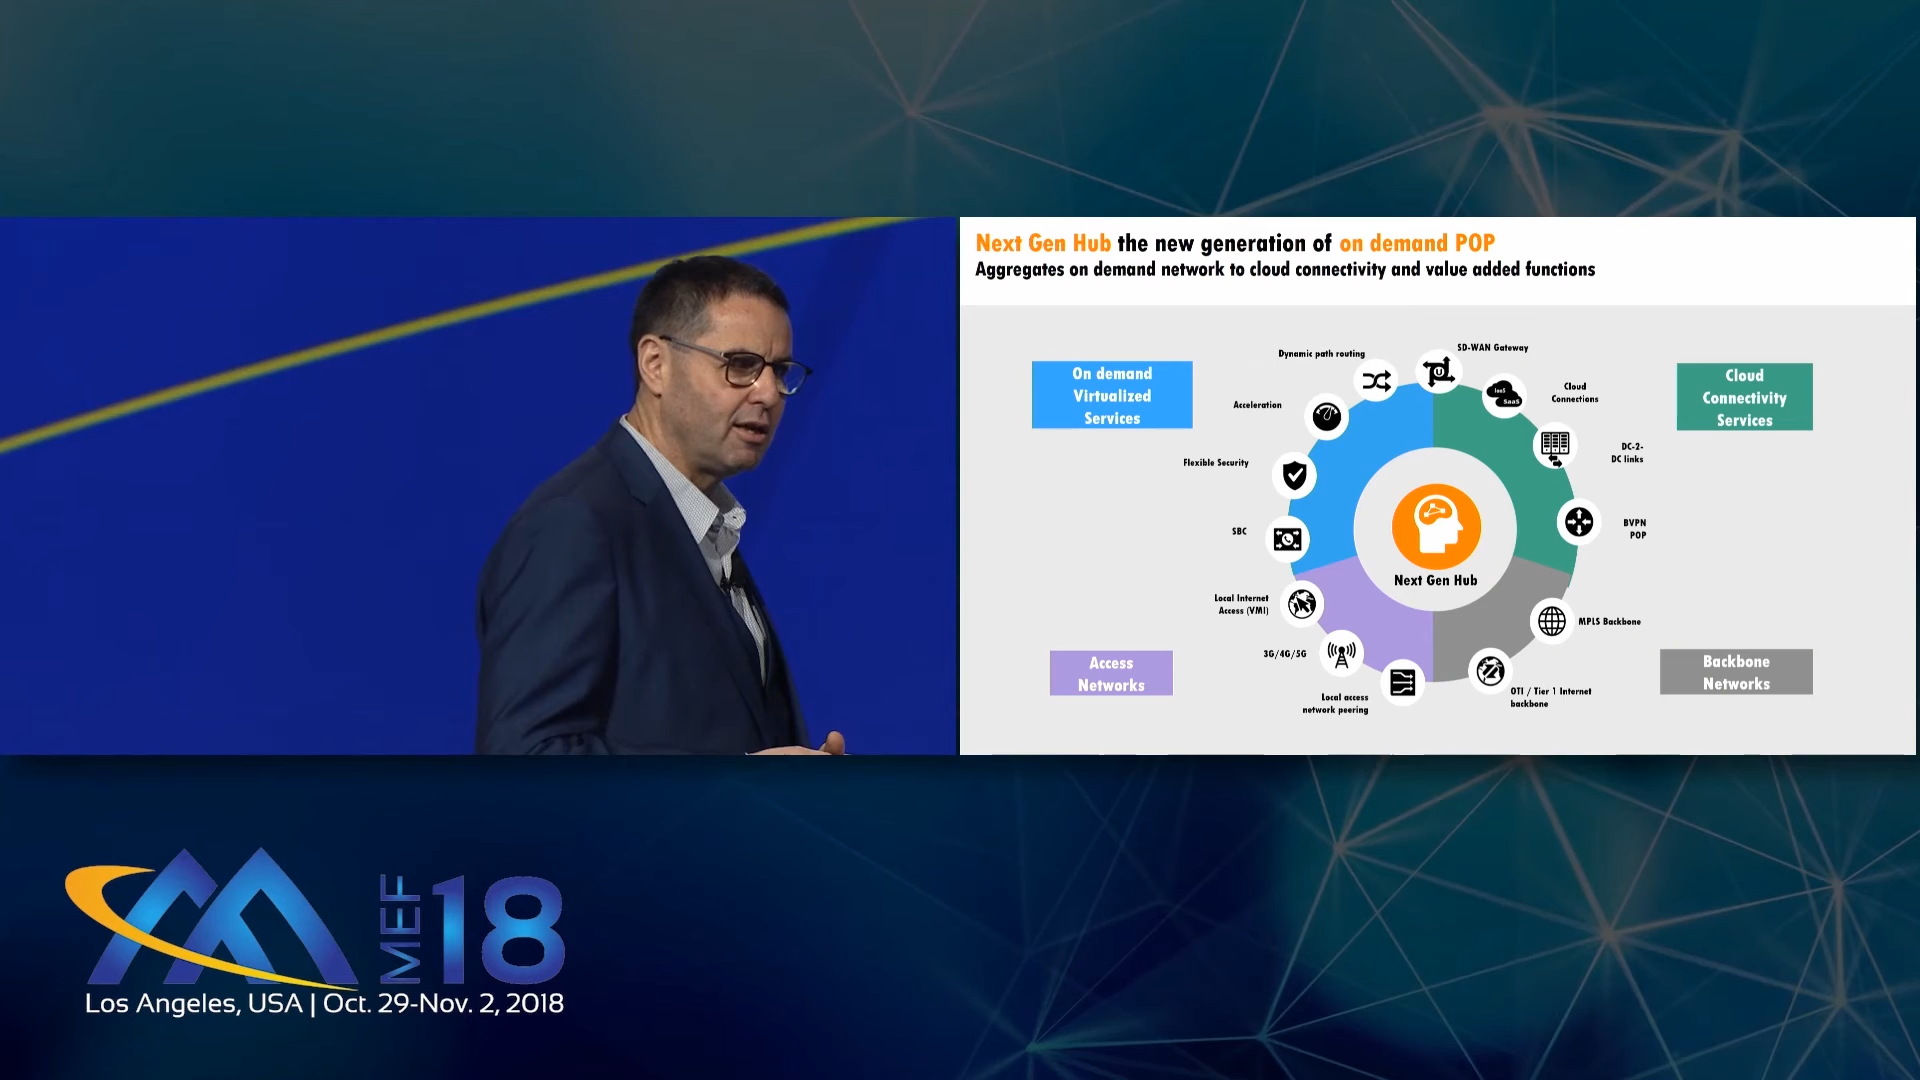 Next Gen Hub the new generation of on demand POP
Aggregates on demand network to cloud connectivity and value added functions
On demand
Virtualized
Services
Cloud
Connectivity
Services
Dynamic path routing
SD-WAN Gateway
Acceleration
IaaS
SaaS
Cloud
Connections
Flexible Security
DC-2-
DC links
SBC
BVPN
POP
Next Gen Hub
Local Internet
Access (VMI)
MPLS Backbone
3G/4G/5G
Local access
network peering
OTI / Tier 1 Internet
backbone
Access
Networks
Backbone
Networks
MEF
18
Los Angeles, USA | Oct. 29-Nov. 2, 2018